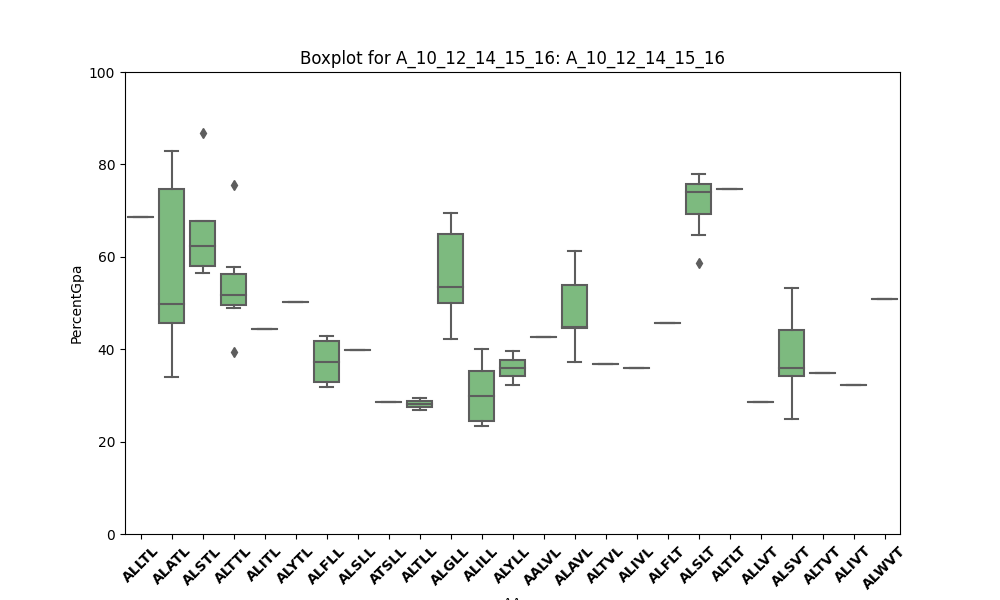 Boxplot for A_10_12_14_15_16: A_10_12_14_15_16
100
80
60
40
20
0
PercentGpa
ALLTL
ALATL
ALSTL
ALTTL
ALITL
ALYTL
ALFLL
ALSLL
ATSLL
ALTLL
ALGLL
ALILL
ALYLL
AALVL
ALAVL
ALTVL
ALIVL
ALFLT
ALSLT
ALTLT
ALLVT
ALSVT
ALTVT
ALIVT
ALWVT